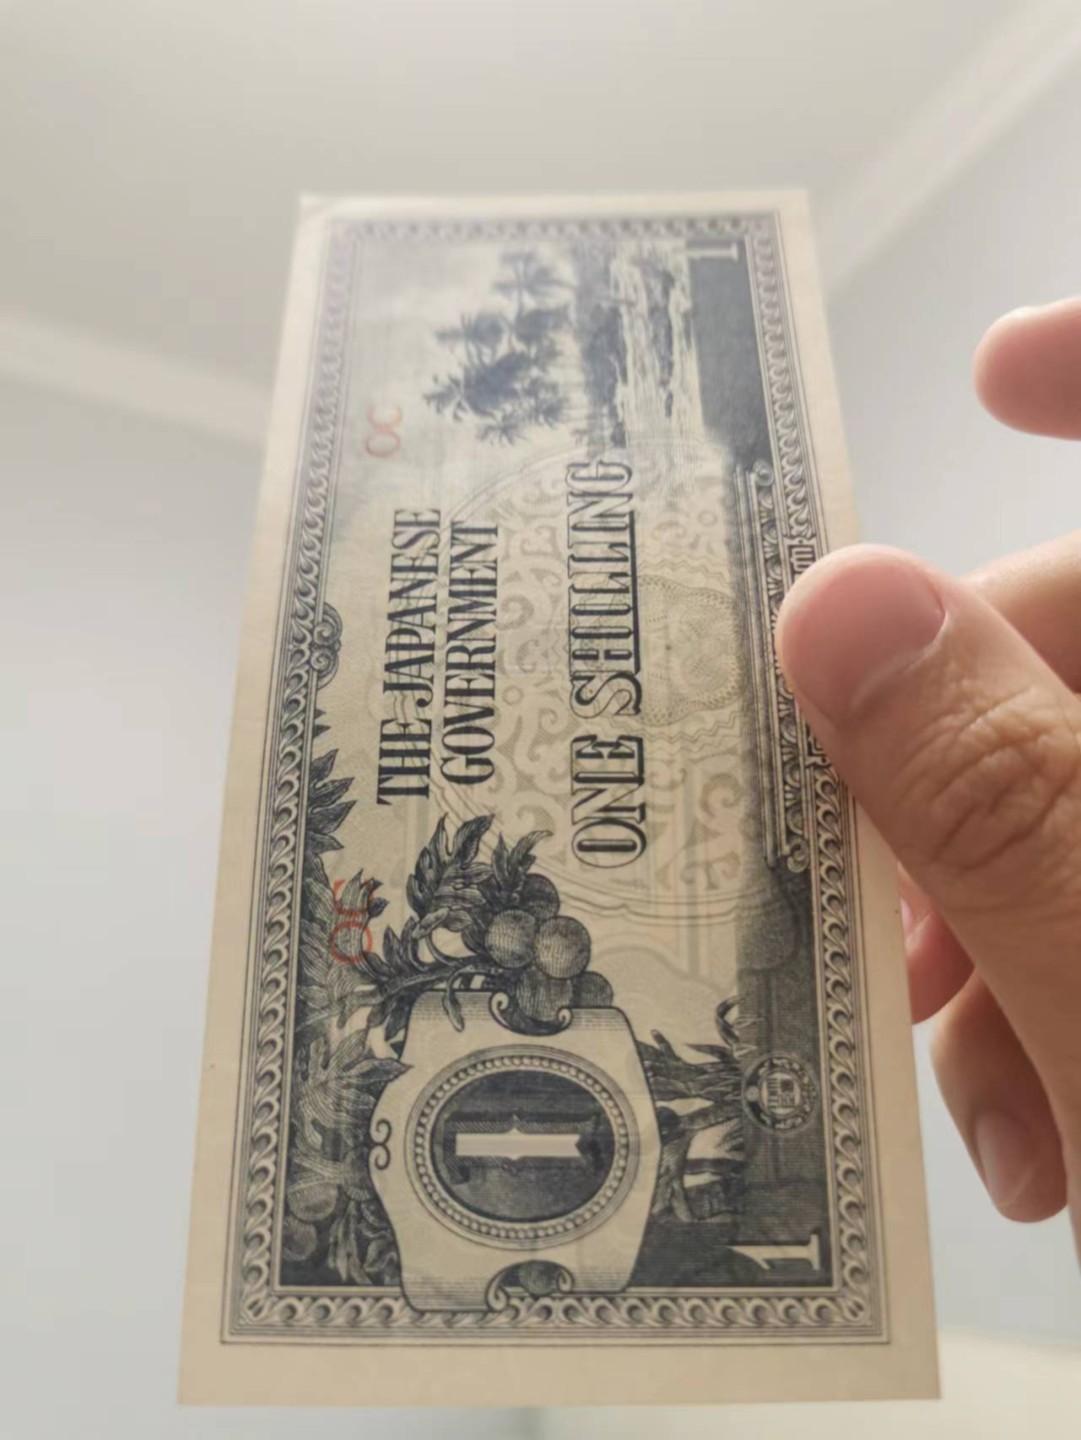 OC OC
THE JAPANESE
GOVERNMENT
ONE SHILLING
1
1 1